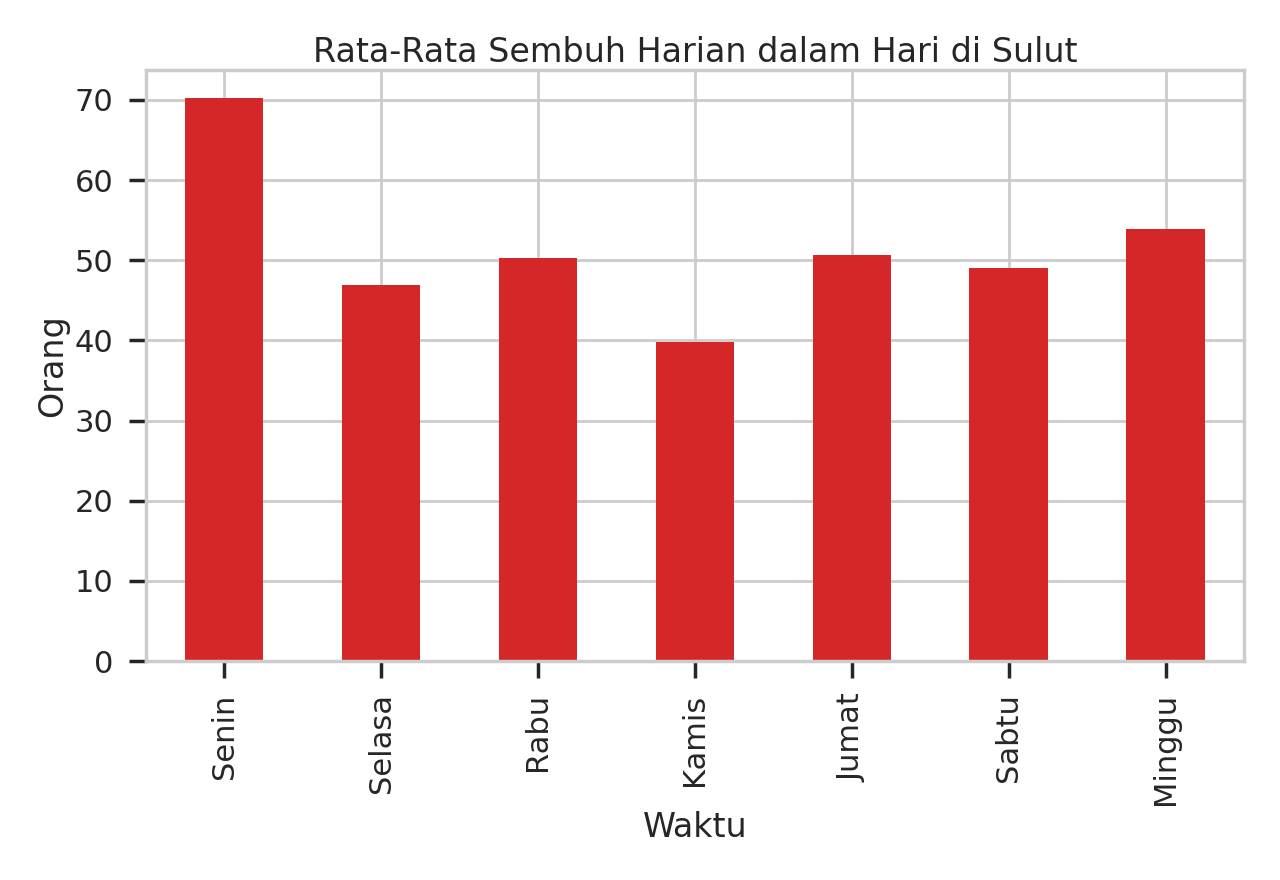 Rata-Rata Sembuh Harian dalam Hari di Sulut
70
60
50
40
30
20
10
0
Orang
Senin
Selasa
Rabu
Kamis
Jumat
Sabtu
Minggu
Waktu